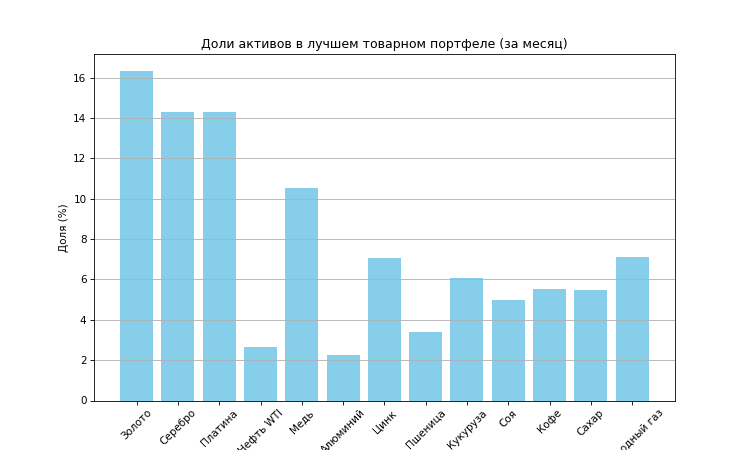 Доли активов в лучшем товарном портфеле (за месяц)
Доля (%)
16
14
12
10
8
6
4
2
0
Золото
Серебро
Платина
Нефть WTI
Медь
Алюминий
Цинк
Пшеница
Кукуруза
Соя
Кофе
Сахар
газ